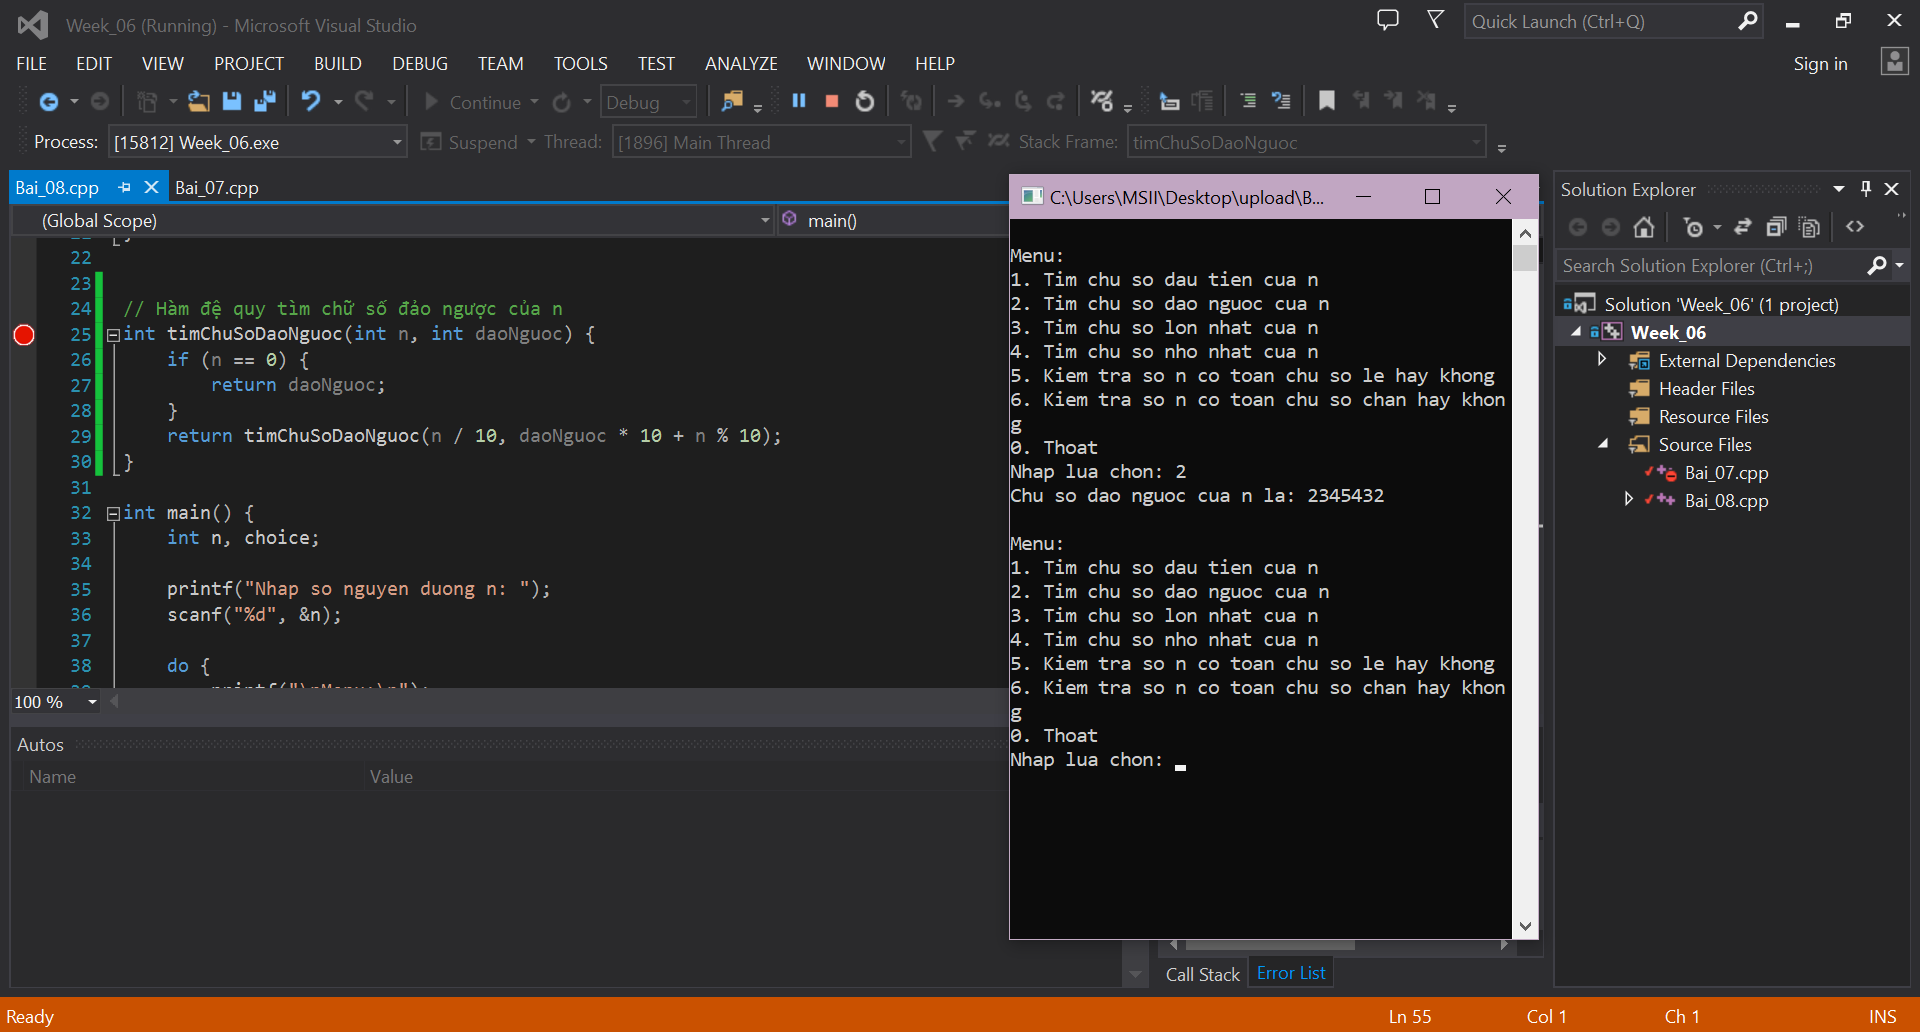 Week_06 (Running) - Microsoft Visual Studio
Quick Launch (Ctrl+Q)
FILE EDIT VIEW PROJECT BUILD DEBUG TEAM TOOLS TEST ANALYZE WINDOW HELP
Sign in
Continue Debug
Process: [15812] Week_06.exe Suspend Thread: [1896] Main Thread Stack Frame: timChuSoDaoNguoc
Bai_08.cpp Bai_07.cpp
(Global Scope) main()
22
23
24 // Hàm đệ quy tìm chữ số đảo ngược của n
25 int timChuSoDaoNguoc(int n, int daoNguoc) {
26 if (n == 0) {
27 return daoNguoc;
28 }
29 return timChuSoDaoNguoc(n / 10, daoNguoc * 10 + n % 10);
30 }
31
32 int main() {
33 int n, choice;
34
35 printf("Nhap so nguyen duong n: ");
36 scanf("%d", &n);
37
38 do {
39 printf("\nMenu:\n");
100 %
Autos
Name Value
C:\Users\MSII\Desktop\upload\B...
Menu:
1. Tim chu so dau tien cua n
2. Tim chu so dao nguoc cua n
3. Tim chu so lon nhat cua n
4. Tim chu so nho nhat cua n
5. Kiem tra so n co toan chu so le hay khong
6. Kiem tra so n co toan chu so chan hay khon
g
0. Thoat
Nhap lua chon: 2
Chu so dao nguoc cua n la: 2345432
Menu:
1. Tim chu so dau tien cua n
2. Tim chu so dao nguoc cua n
3. Tim chu so lon nhat cua n
4. Tim chu so nho nhat cua n
5. Kiem tra so n co toan chu so le hay khong
6. Kiem tra so n co toan chu so chan hay khon
g
0. Thoat
Nhap lua chon:
Call Stack Error List
Solution Explorer
Search Solution Explorer (Ctrl+;)
Solution 'Week_06' (1 project)
Week_06
External Dependencies
Header Files
Resource Files
Source Files
Bai_07.cpp
Bai_08.cpp
Ready Ln 55 Col 1 Ch 1 INS